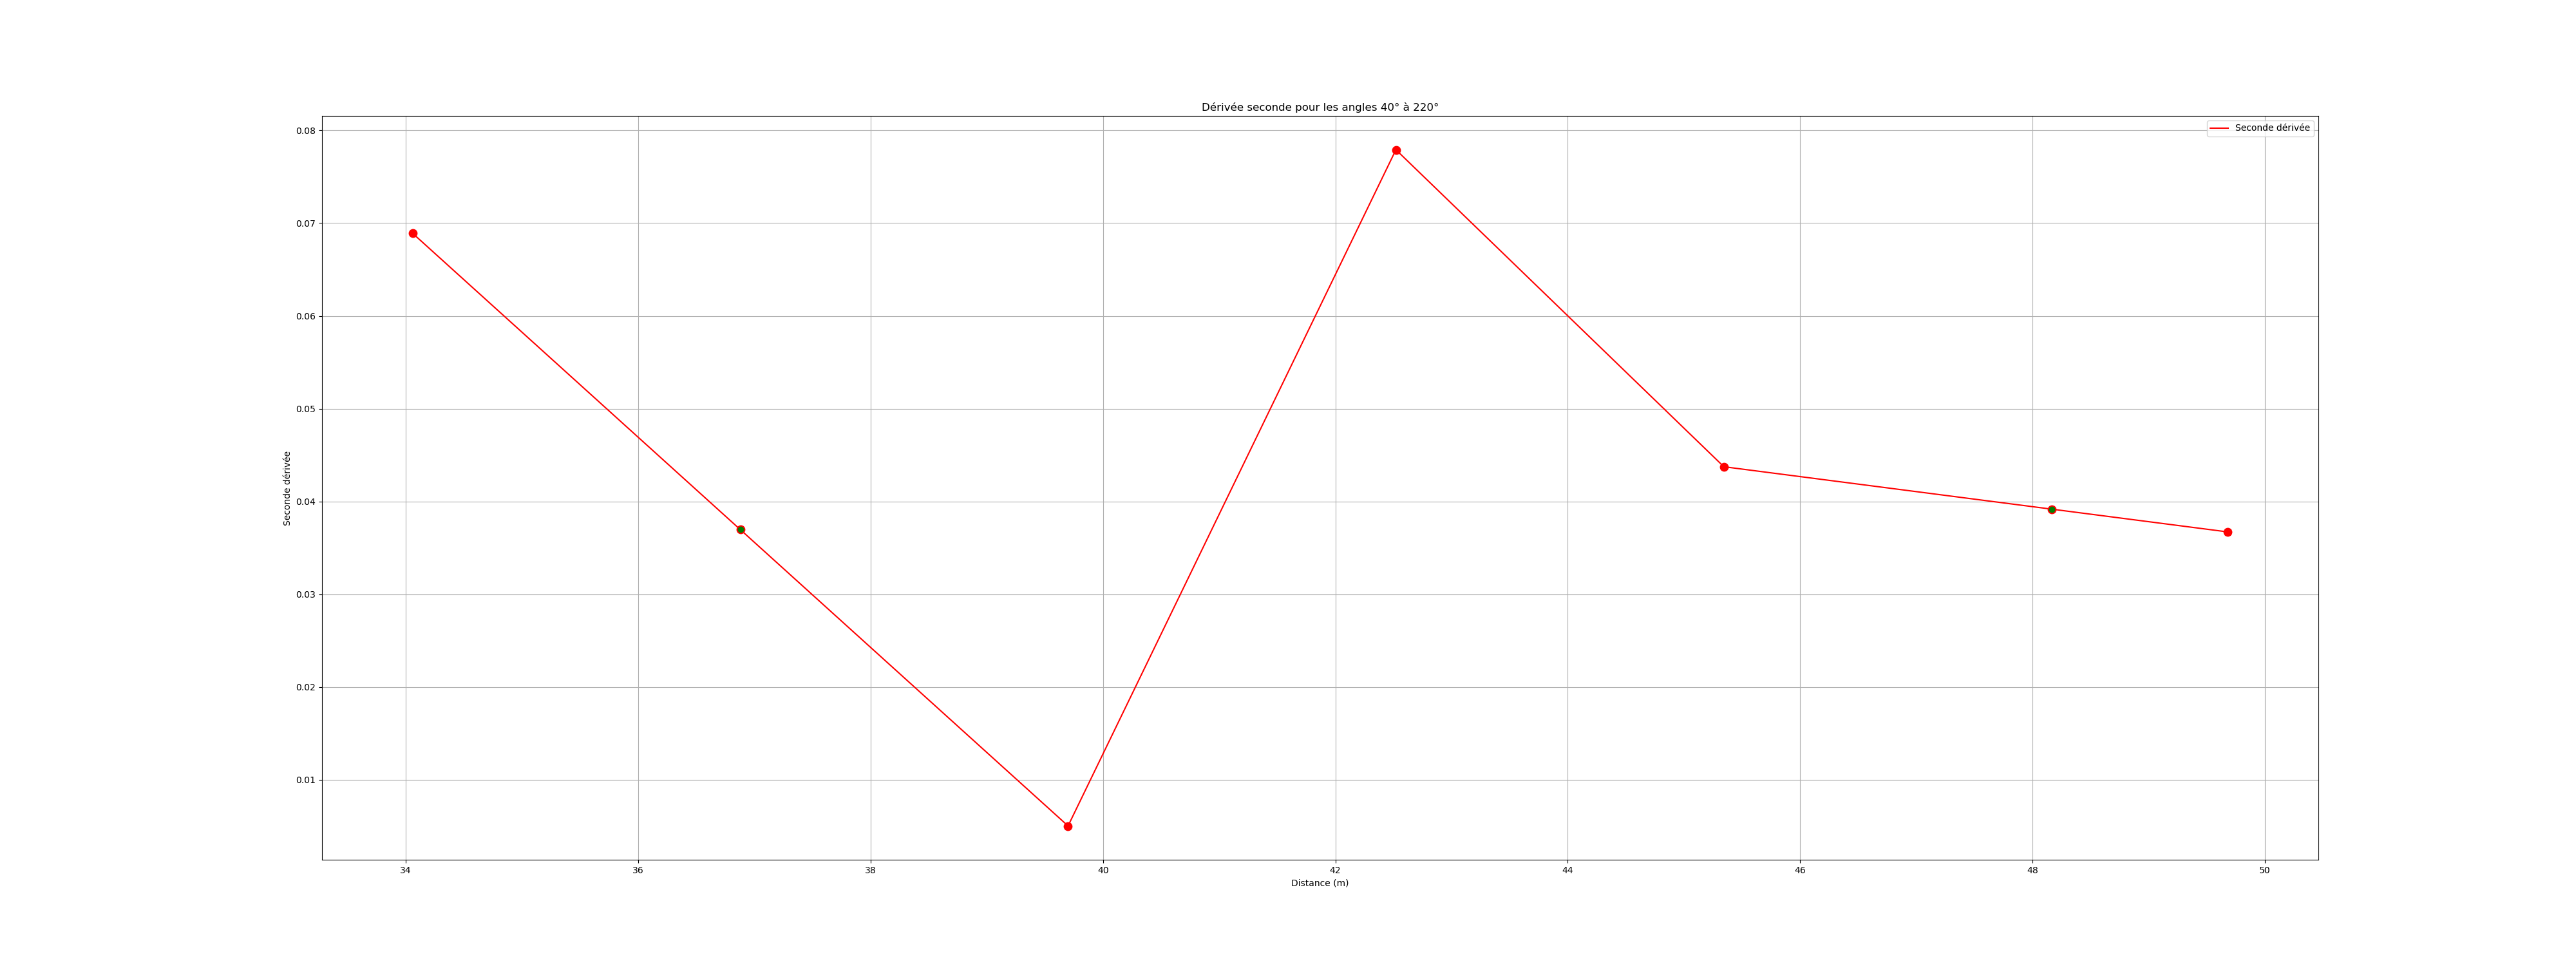 Dérivée seconde pour les angles 40° à 220°
Seconde dérivée
0.08
0.07
0.06
0.05
0.04
0.03
0.02
0.01
Seconde dérivée
34 36 38 40 42 44 46 48 50
Distance (m)